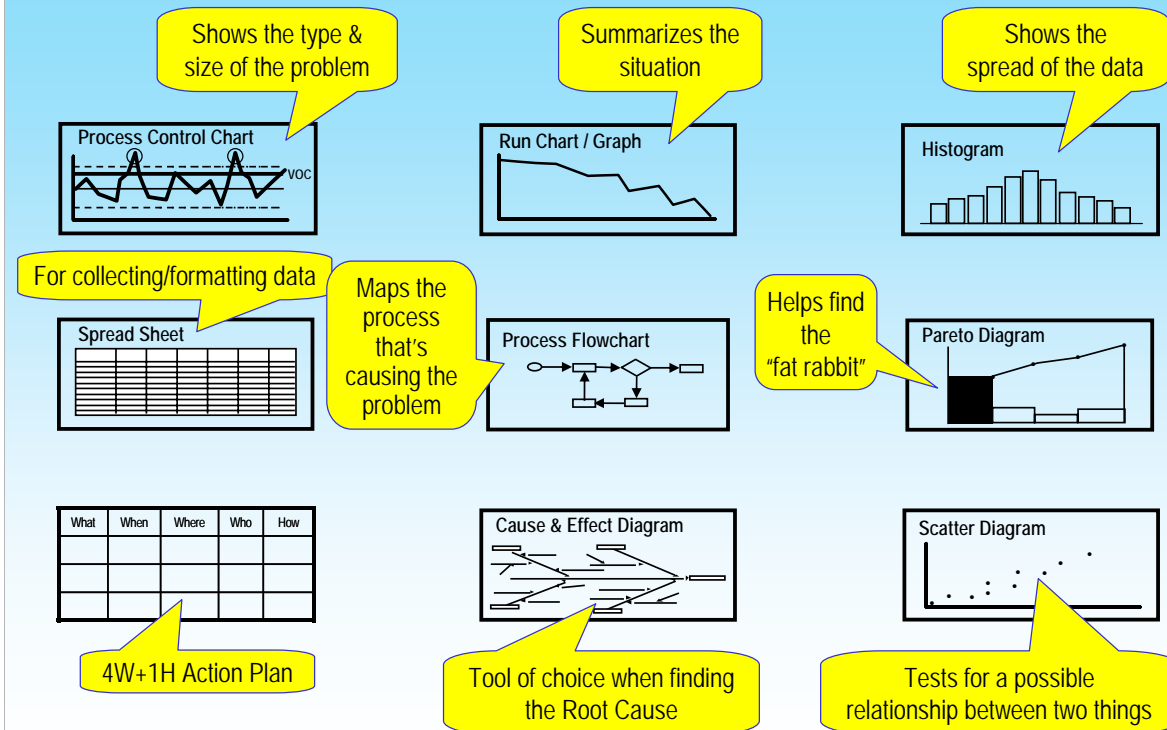 Shows the type &
size of the problem
Summarizes the
situation
Shows the
spread of the data
Process Control Chart
VOC
Run Chart / Graph
Histogram
For collecting/formatting data
Maps the
process
that's
causing the
problem
Helps find
the
“fat rabbit”
Spread Sheet
Process Flowchart
Pareto Diagram
What When Where Who How
Cause & Effect Diagram
Scatter Diagram
4W+1H Action Plan
Tool of choice when finding
the Root Cause
Tests for a possible
relationship between two things